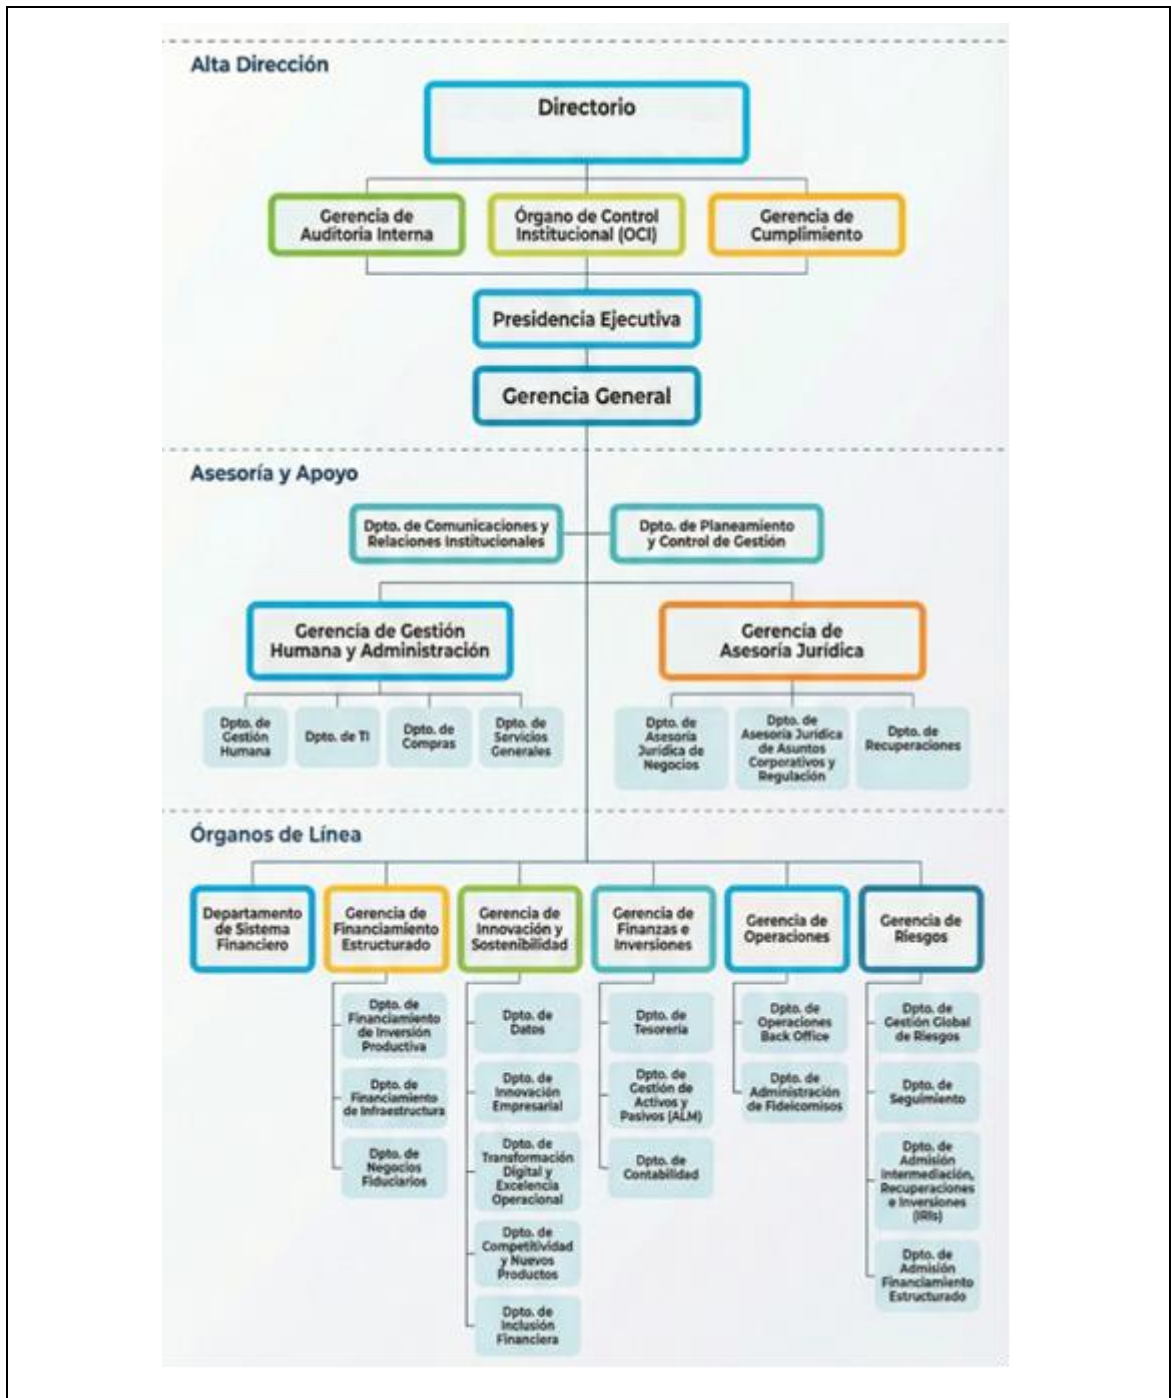 Alta Dirección
Directorio
Gerencia de
Auditoria Interna
Órgano de Control
Institucional (OCI)
Gerencia de
Cumplimiento
Presidencia Ejecutiva
Gerencia General
Asesoría y Apoyo
Dpto. de Comunicaciones y
Relaciones Institucionales
Dpto. de Planeamiento
y Control de Gestión
Gerencia de Gestión
Humana y Administración
Gerencia de
Asesoría Jurídica
Dpto. de
Gestión
Humana
Dpto. de TI
Dpto. de
Compras
Dpto. de
Servicios
Generales
Dpto. de
Asesoría
Jurídica de
Negocios
Dpto. de
Asesoría Jurídica
de Asuntos
Corporativos y
Regulación
Dpto. de
Recuperaciones
Órganos de Línea
Departamento
de Sistema
Financiero
Gerencia de
Financiamiento
Estructurado
Gerencia de
Innovación y
Sostenibilidad
Gerencia de
Finanzas e
Inversiones
Gerencia de
Operaciones
Gerencia de
Riesgos
Dpto. de
Financiamiento
de Inversión
Productiva
Dpto. de
Financiamiento
de Infraestructura
Dpto. de
Negocios
Fiduciarios
Dpto. de
Datos
Dpto. de
Innovación
Empresarial
Dpto. de
Transformación
Digital y
Excelencia
Operacional
Dpto. de
Competitividad
y Nuevos
Productos
Dpto. de
Inclusión
Financiera
Dpto. de
Tesorería
Dpto. de
Gestión de
Activos y
Pasivos (ALM)
Dpto. de
Contabilidad
Dpto. de
Operaciones
Back Office
Dpto. de
Administración
de Fideicomisos
Dpto. de
Gestión Global
de Riesgos
Dpto. de
Seguimiento
Dpto. de
Admisión
Intermediación,
Recuperaciones
e Inversiones
(IRIs)
Dpto. de
Admisión
Financiamiento
Estructurado